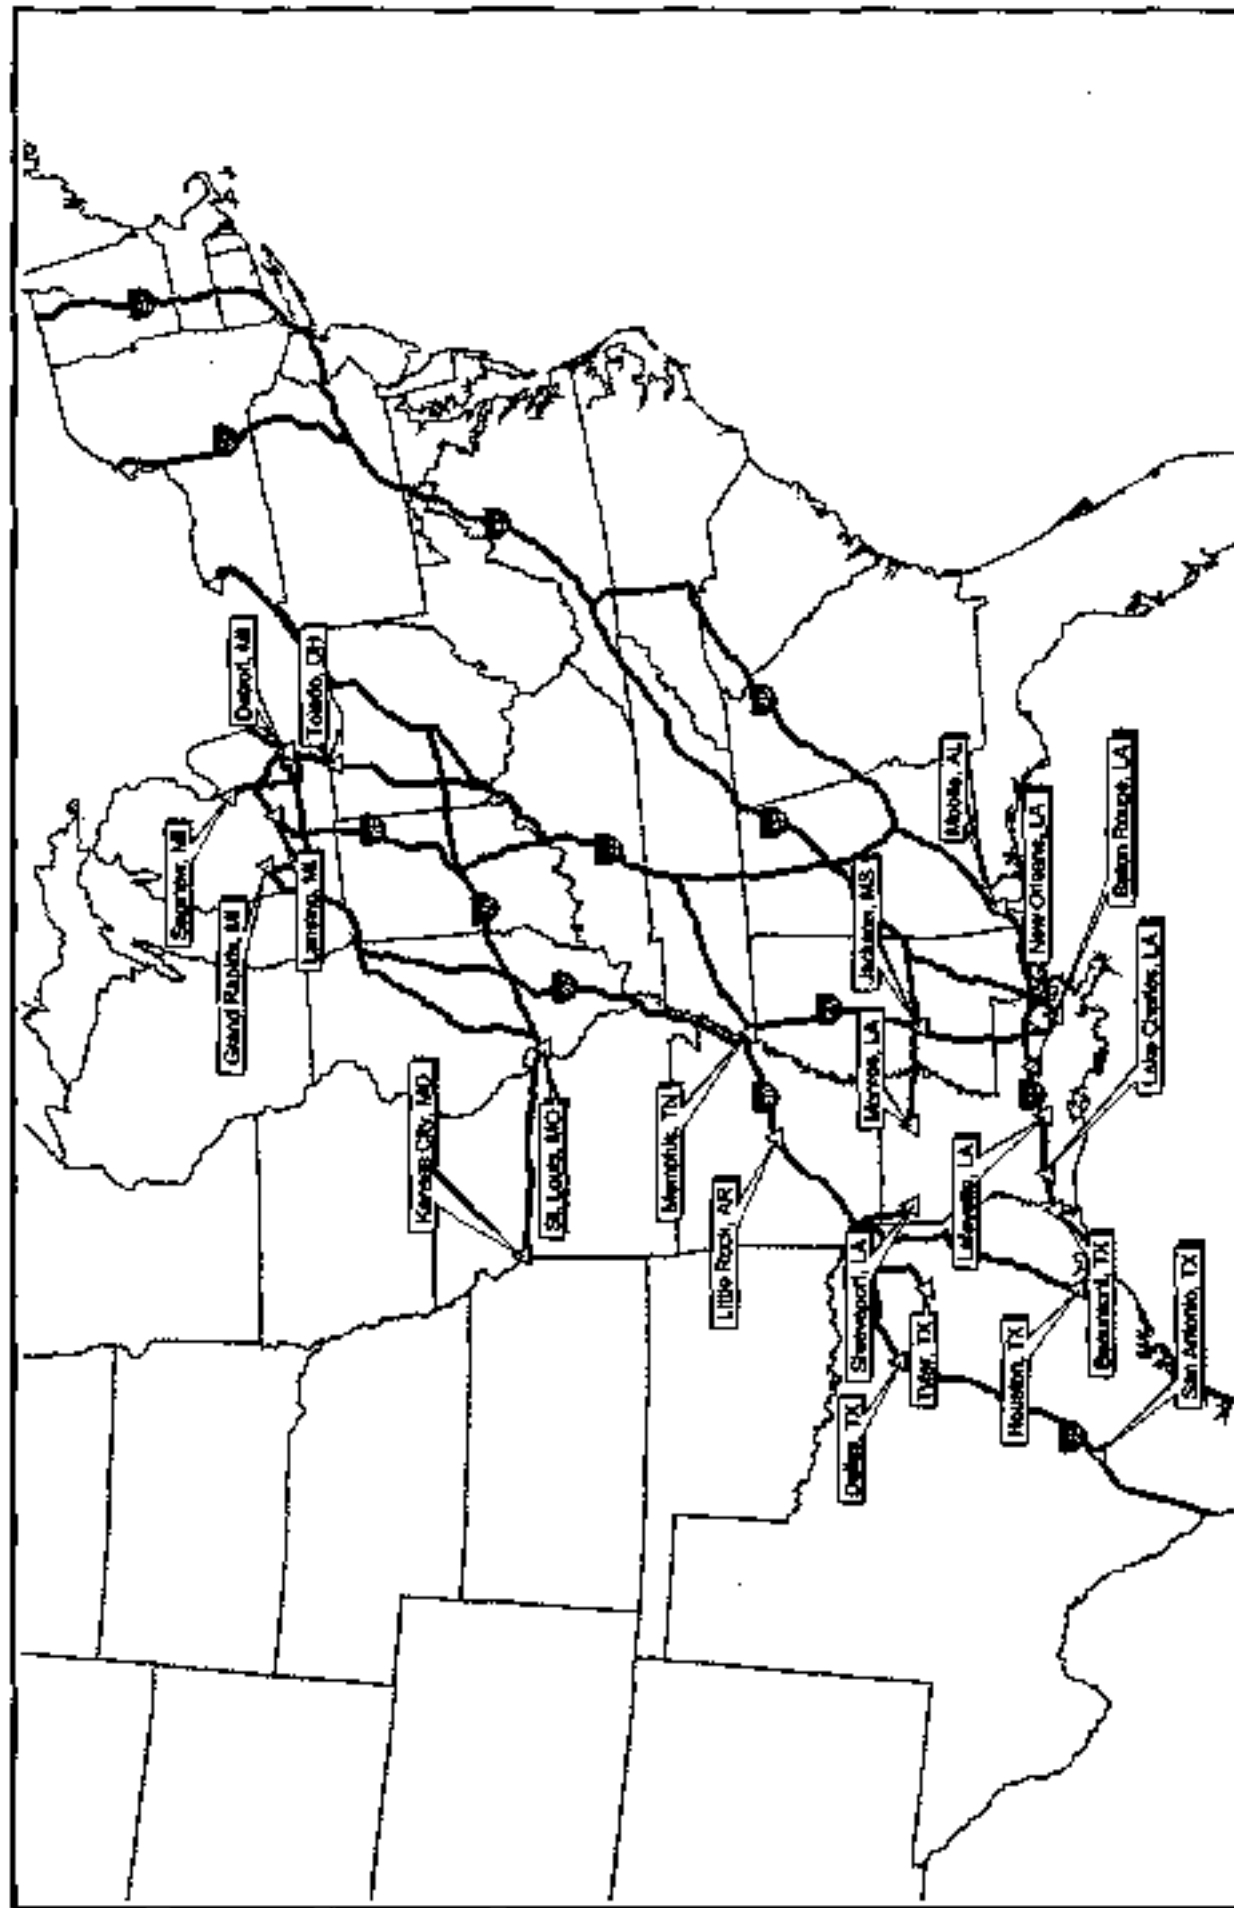 Detroit, MI
Toledo, OH
Saginaw, MI
Grand Rapids, MI
Lansing, MI
Kansas City, MO
St. Louis, MO
Memphis, TN
Little Rock, AR
Jackson, MS
Monroe, LA
Mobile, AL
New Orleans, LA
Baton Rouge, LA
Lake Charles, LA
Lafayette, LA
Shreveport, LA
Dallas, TX
Tyler, TX
Houston, TX
Beaumont, TX
San Antonio, TX